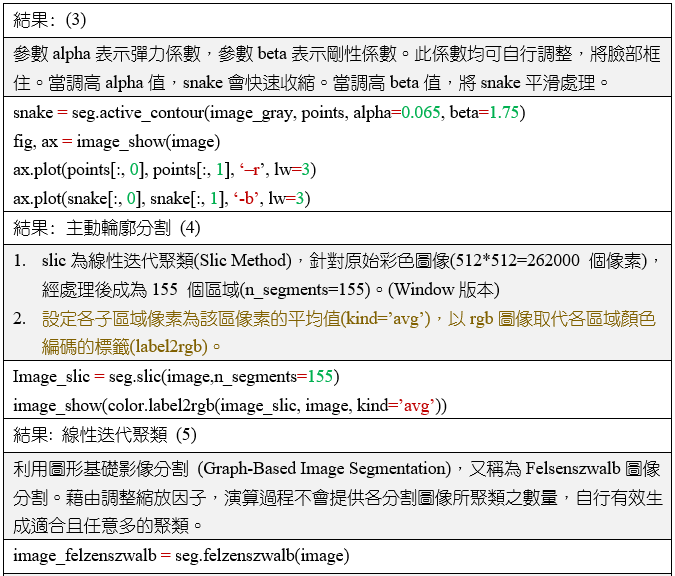 結果: (3)
參數 alpha 表示彈力係數，參數 beta 表示剛性係數。此係數均可自行調整，將臉部框
住。當調高 alpha 值，snake 會快速收縮。當調高 beta 值，將 snake 平滑處理。
snake = seg.active_contour(image_gray, points, alpha=0.065, beta=1.75)
fig, ax = image_show(image)
ax.plot(points[:, 0], points[:, 1], ‘–r’, lw=3)
ax.plot(snake[:, 0], snake[:, 1], ‘-b’, lw=3)
結果: 主動輪廓分割 (4)
1. slic 為線性迭代聚類(Slic Method)，針對原始彩色圖像(512*512=262000 個像素)，
經處理後成為 155 個區域(n_segments=155)。(Window 版本)
2. 設定各子區域像素為該區像素的平均值(kind=’avg’)，以 rgb 圖像取代各區域顏色
編碼的標籤(label2rgb)。
Image_slic = seg.slic(image,n_segments=155)
image_show(color.label2rgb(image_slic, image, kind=’avg’))
結果: 線性迭代聚類 (5)
利用圖形基礎影像分割 (Graph-Based Image Segmentation)，又稱為 Felsenszwalb 圖像
分割。藉由調整縮放因子，演算過程不會提供各分割圖像所聚類之數量，自行有效生
成適合且任意多的聚類。
image_felzenszwalb = seg.felzenszwalb(image)